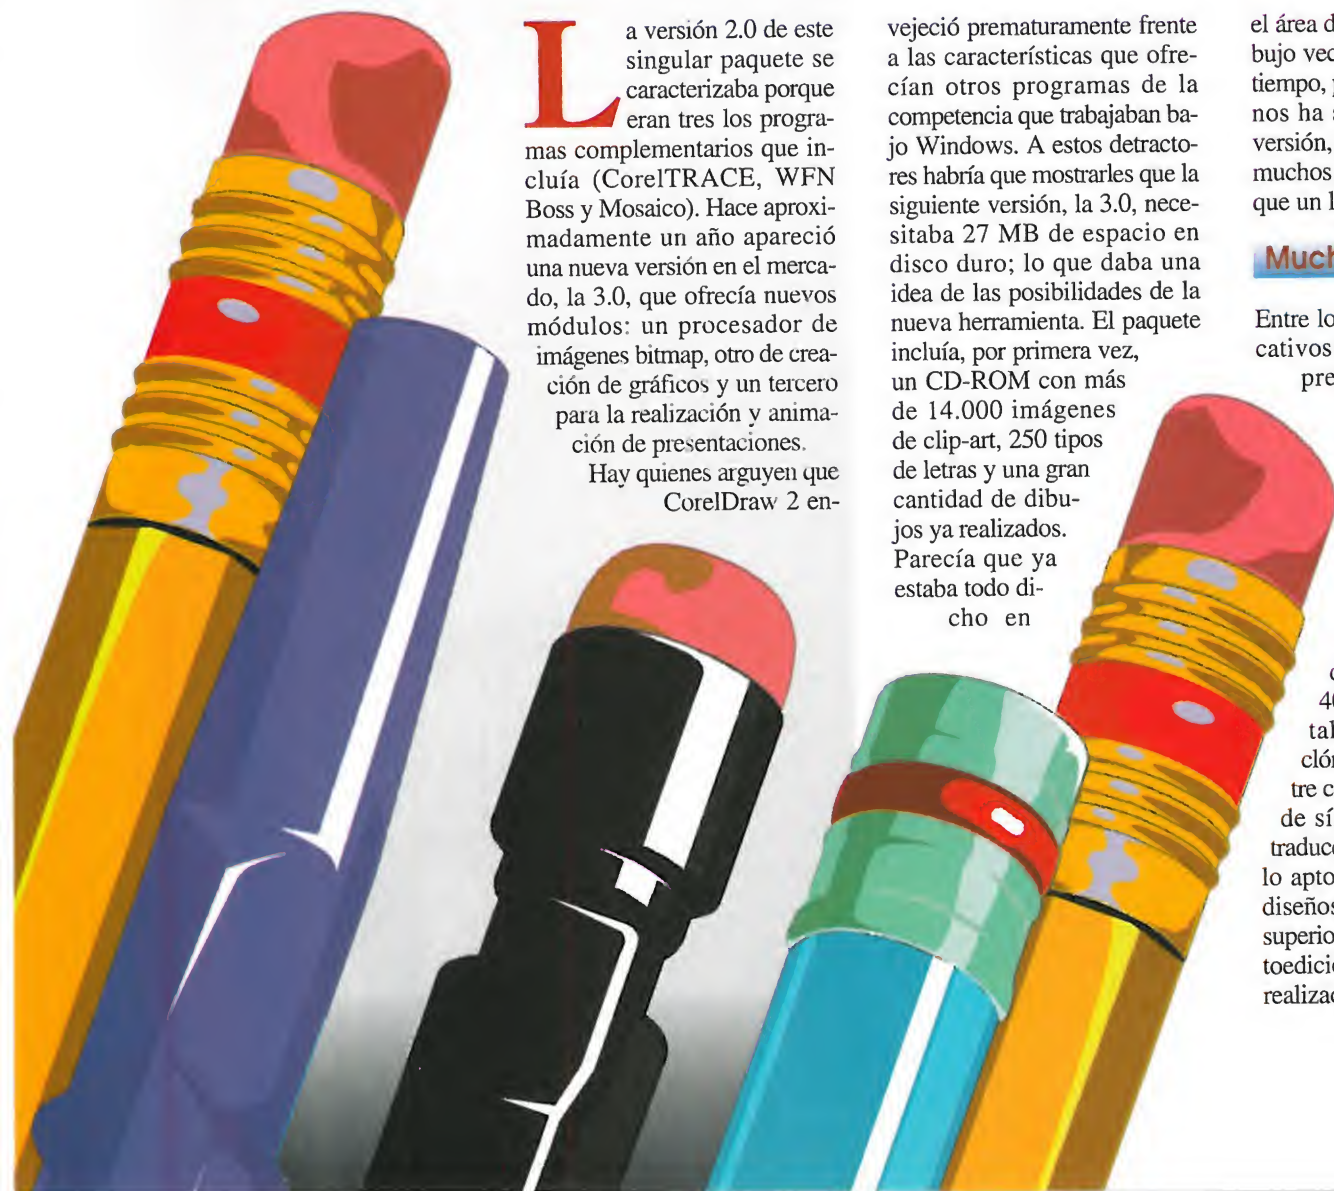 La versión 2.0 de este
singular paquete se
caracterizaba porque
eran tres los progra-
mas complementarios que in-
cluía (CorelTRACE, WFN
Boss y Mosaico). Hace aproxi-
madamente un año apareció
una nueva versión en el merca-
do, la 3.0, que ofrecía nuevos
módulos: un procesador de
imágenes bitmap, otro de crea-
ción de gráficos y un tercero
para la realización y anima-
ción de presentaciones.
Hay quienes arguyen que
CorelDraw 2 en-
vejeció prematuramente frente
a las características que ofre-
cían otros programas de la
competencia que trabajaban ba-
jo Windows. A estos detracto-
res habría que mostrarles que la
siguiente versión, la 3.0, nece-
sitaba 27 MB de espacio en
disco duro; lo que daba una
idea de las posibilidades de la
nueva herramienta. El paquete
incluía, por primera vez,
un CD-ROM con más
de 14.000 imágenes
de clip-art, 250 tipos
de letras y una gran
cantidad de dibu-
jos ya realizados.
Parecía que ya
estaba todo di-
cho en
el área d
bujo vec
tiempo,
nos ha
versión,
muchos
que un l
Much
Entre lo
cativos
pre
40
tal
clón
tre c
de sí
traduc
lo apto
diseños
superio
toedici
realiza